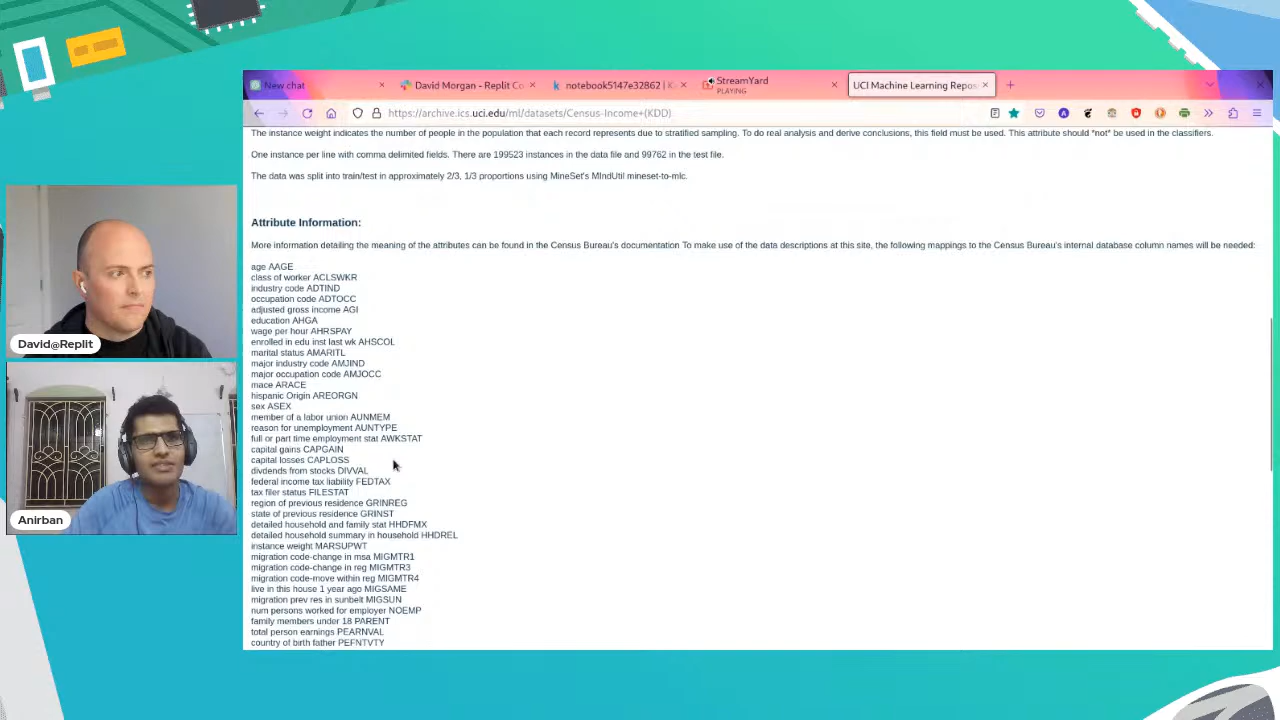 New chat
David Morgan - Replit Co
notebook5147e32862 | K
StreamYard
PLAYING
UCI Machine Learning Repos
https://archive.ics.uci.edu/ml/datasets/Census-Income+(KDD)
The instance weight indicates the number of people in the population that each record represents due to stratified sampling. To do real analysis and derive conclusions, this field must be used. This attribute should *not* be used in the classifiers.
One instance per line with comma delimited fields. There are 199523 instances in the data file and 99762 in the test file.
The data was split into train/test in approximately 2/3, 1/3 proportions using MineSet's MIndUtil mineset-to-mlc.
Attribute Information:
More information detailing the meaning of the attributes can be found in the Census Bureau's documentation To make use of the data descriptions at this site, the following mappings to the Census Bureau's internal database column names will be needed:
age AAGE
class of worker ACLSWKR
industry code ADTIND
occupation code ADTOCC
adjusted gross income AGI
education AHGA
wage per hour AHRSPAY
enrolled in edu inst last wk AHSCOL
marital status AMARITL
major industry code AMJIND
major occupation code AMJOCC
mace ARACE
hispanic Origin AREORGN
sex ASEX
member of a labor union AUNMEM
reason for unemployment AUNTYPE
full or part time employment stat AWKSTAT
capital gains CAPGAIN
capital losses CAPLOSS
divdends from stocks DIVVAL
federal income tax liability FEDTAX
tax filer status FILESTAT
region of previous residence GRINREG
state of previous residence GRINST
detailed household and family stat HHDFMX
detailed household summary in household HHDREL
instance weight MARSUPWT
migration code-change in msa MIGMTR1
migration code-change in reg MIGMTR3
migration code-move within reg MIGMTR4
live in this house 1 year ago MIGSAME
migration prev res in sunbelt MIGSUN
num persons worked for employer NOEMP
family members under 18 PARENT
total person earnings PEARNVAL
country of birth father PEFNTVTY
David@Replit
Anirban